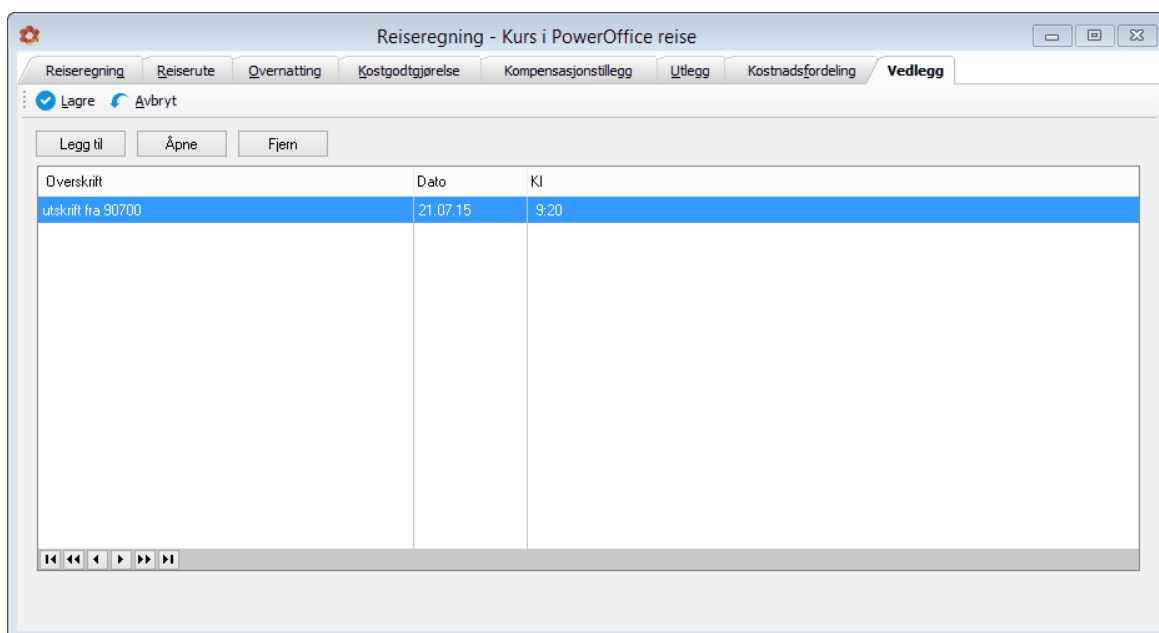 Reiseregning - Kurs i PowerOffice reise
Reiseregning Reiserute Overnatting Kostgodtgjørelse Kompensasjonstillegg Utlegg Kostnadsfordeling Vedlegg
Lagre Avbryt
Legg til Åpne Fjern
Overskrift Dato Kl
utskrift fra 90700 21.07.15 9:20